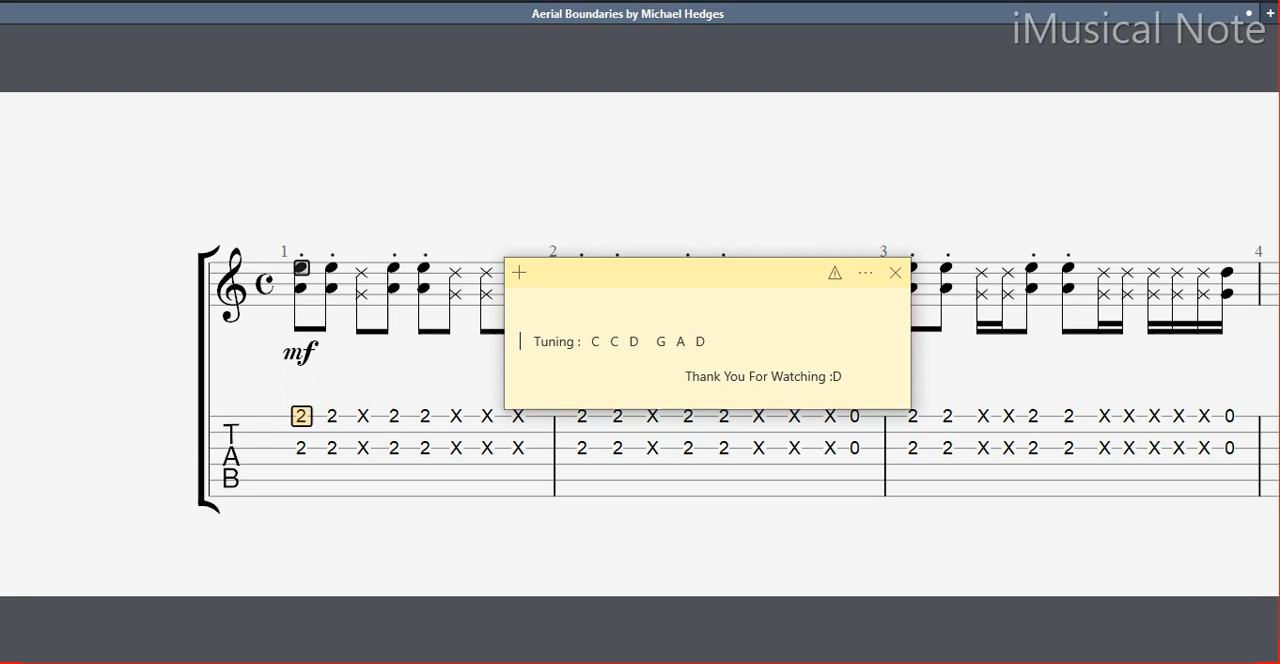 Aerial Boundaries by Michael Hedges
iMusical Note
1 2 3 4
Tuning : C C D G A D
Thank You For Watching :D
mf
T
A
B
2 2 X 2 2 X X X 2 2 X 2 2 X X X 0 2 2 X X 2 2 X X X X X 0
2 2 X 2 2 X X X 2 2 X 2 2 X X X 0 2 2 X X 2 2 X X X X X 0